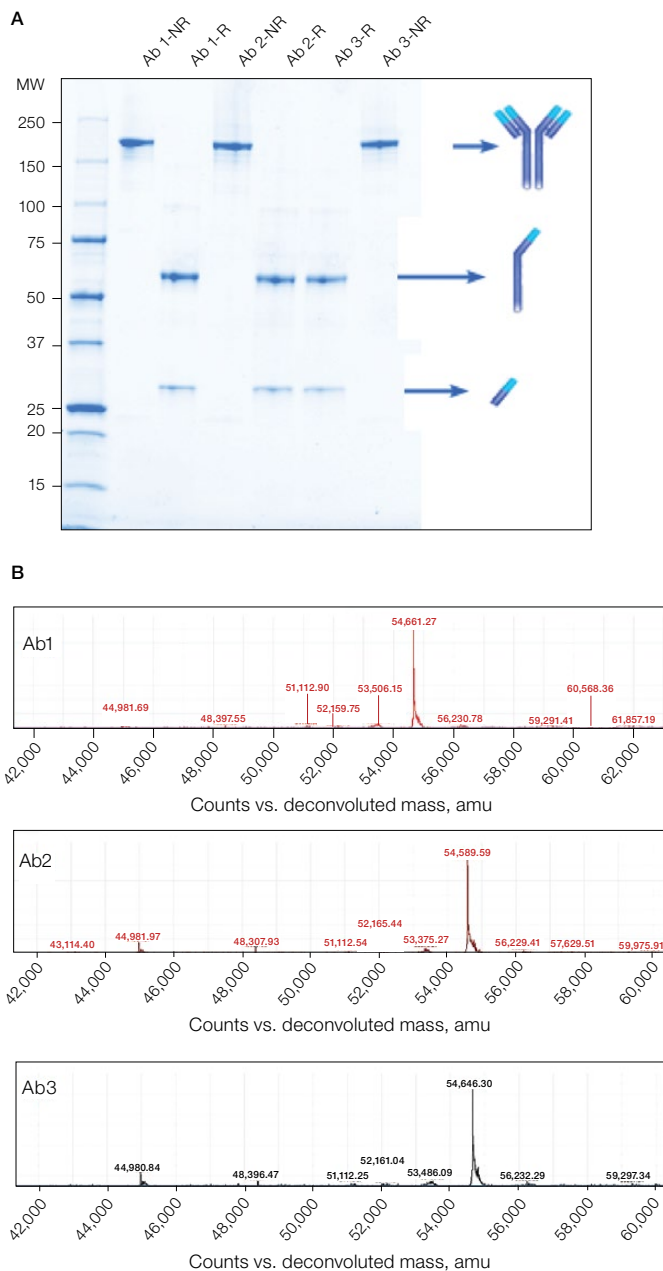 A
Ab 1-NR Ab 1-R Ab 2-NR Ab 2-R Ab 3-R Ab 3-NR
MW
250
150
100
75
50
37
25
20
15
B
Ab1
54,661.27
51,112.90
53,506.15
60,568.36
44,981.69
52,159.75
48,397.55
56,230.78
59,291.41
61,857.19
42,000 44,000 46,000 48,000 50,000 52,000 54,000 56,000 58,000 60,000 62,000
Counts vs. deconvoluted mass, amu
Ab2
54,589.59
52,165.44
43,114.40
44,981.97
48,307.93
51,112.54
53,375.27
56,229.41
57,629.51
59,975.91
42,000 44,000 46,000 48,000 50,000 52,000 54,000 56,000 58,000 60,000
Counts vs. deconvoluted mass, amu
Ab3
54,646.30
44,980.84
52,161.04
48,396.47
51,112.25
53,486.09
56,232.29
59,297.34
42,000 44,000 46,000 48,000 50,000 52,000 54,000 56,000 58,000 60,000
Counts vs. deconvoluted mass, amu